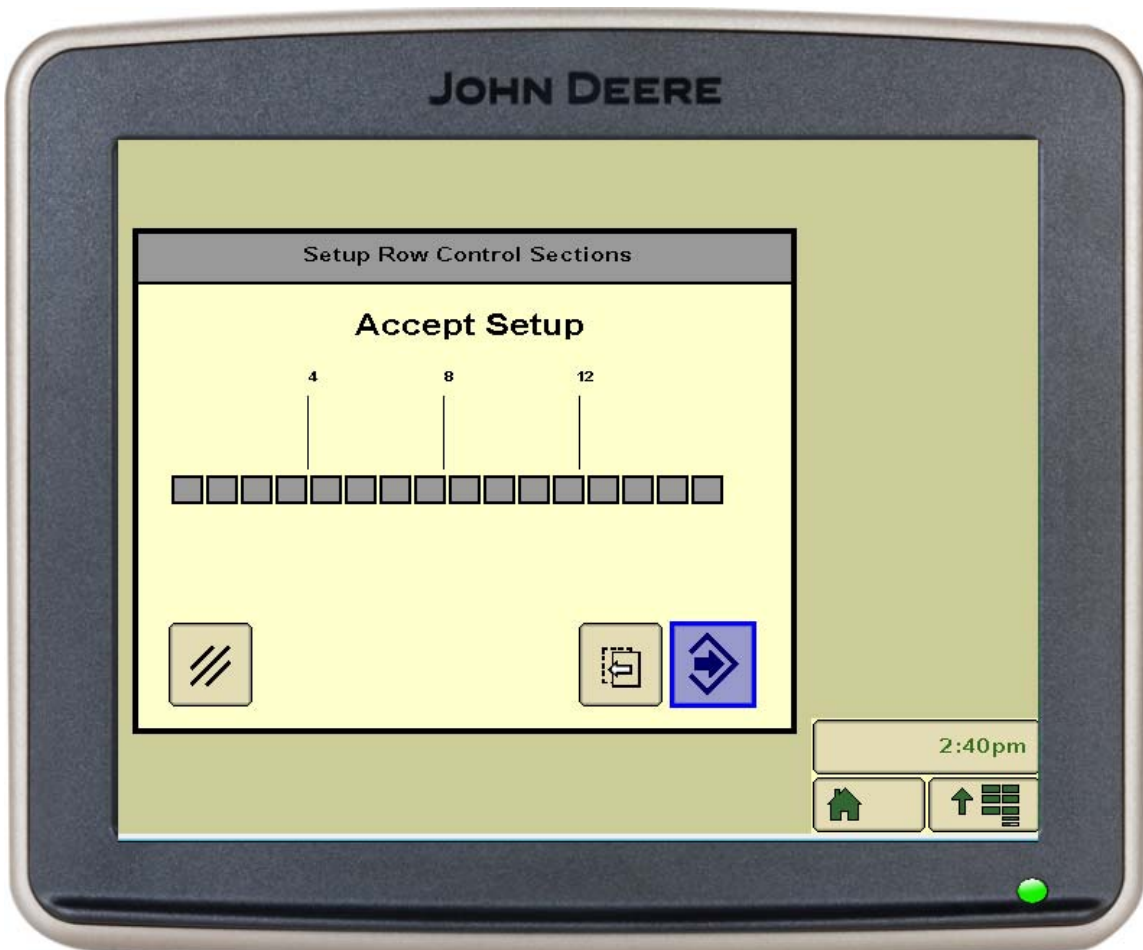 JOHN DEERE
Setup Row Control Sections
Accept Setup
4 8 12
2:40pm